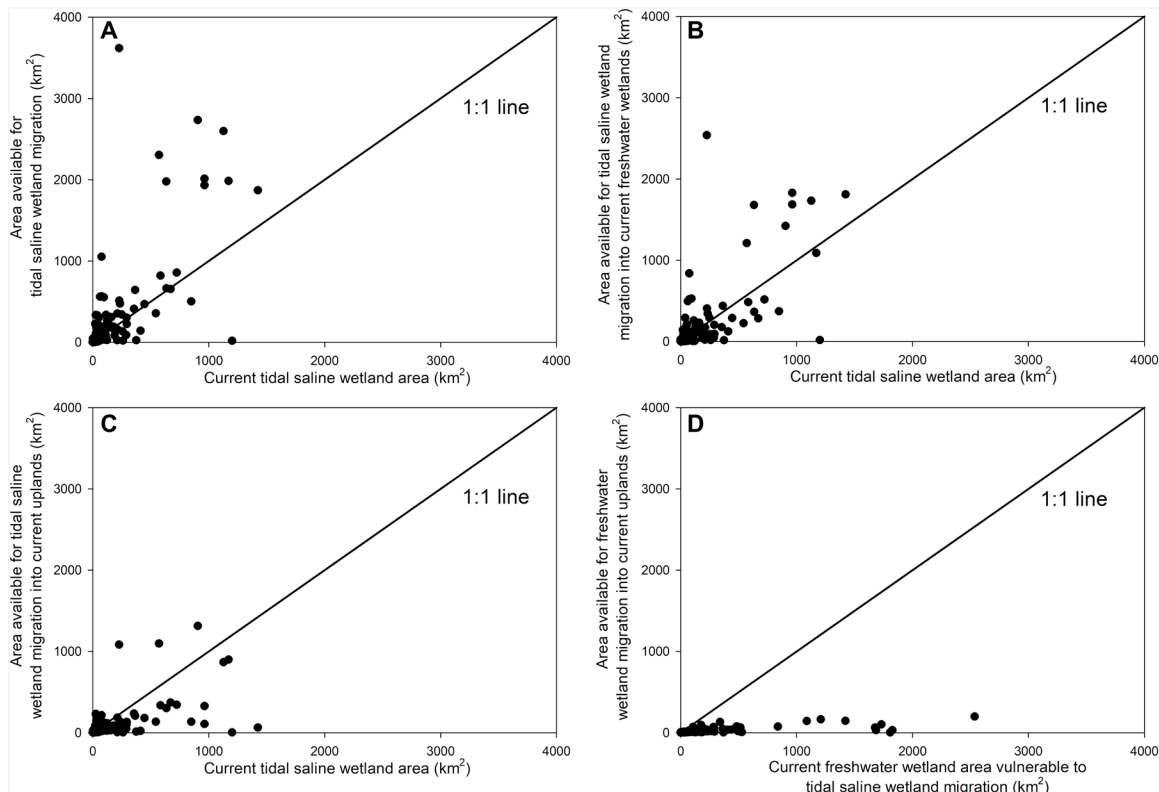 A
Area available for
tidal saline wetland migration (km²)
4000
3000
2000
1000
0
1:1 line
0 1000 2000 3000 4000
Current tidal saline wetland area (km²)
B
Area available for tidal saline wetland
migration into current freshwater wetlands (km²)
4000
3000
2000
1000
0
1:1 line
0 1000 2000 3000 4000
Current tidal saline wetland area (km²)
C
Area available for tidal saline
wetland migration into current uplands (km²)
4000
3000
2000
1000
0
1:1 line
0 1000 2000 3000 4000
Current tidal saline wetland area (km²)
D
Area available for freshwater
wetland migration into current uplands (km²)
4000
3000
2000
1000
0
1:1 line
0 1000 2000 3000 4000
Current freshwater wetland area vulnerable to
tidal saline wetland migration (km²)